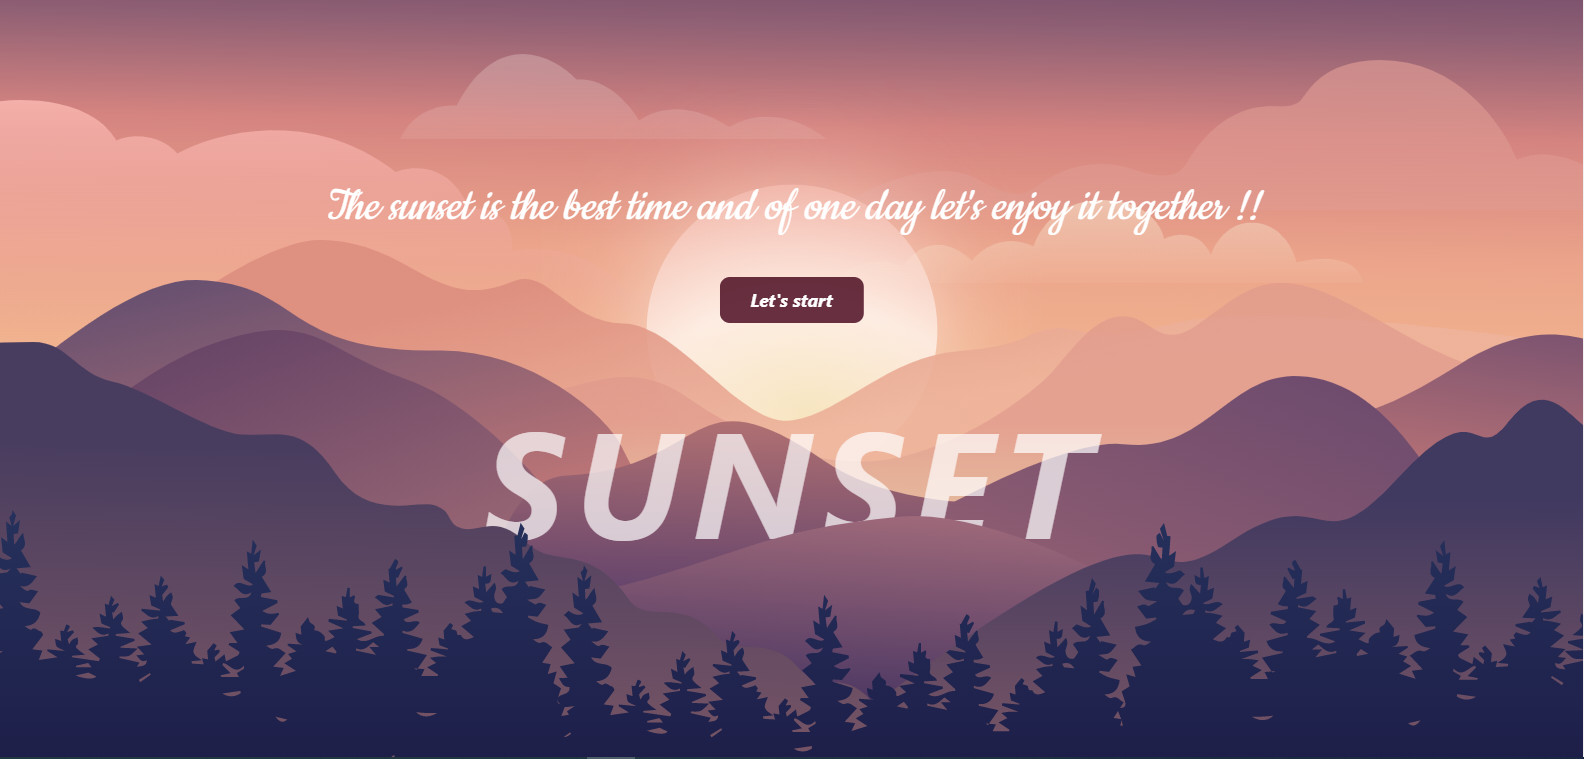 The sunset is the best time and of one day let's enjoy it together !!
Let's start
SUNSET